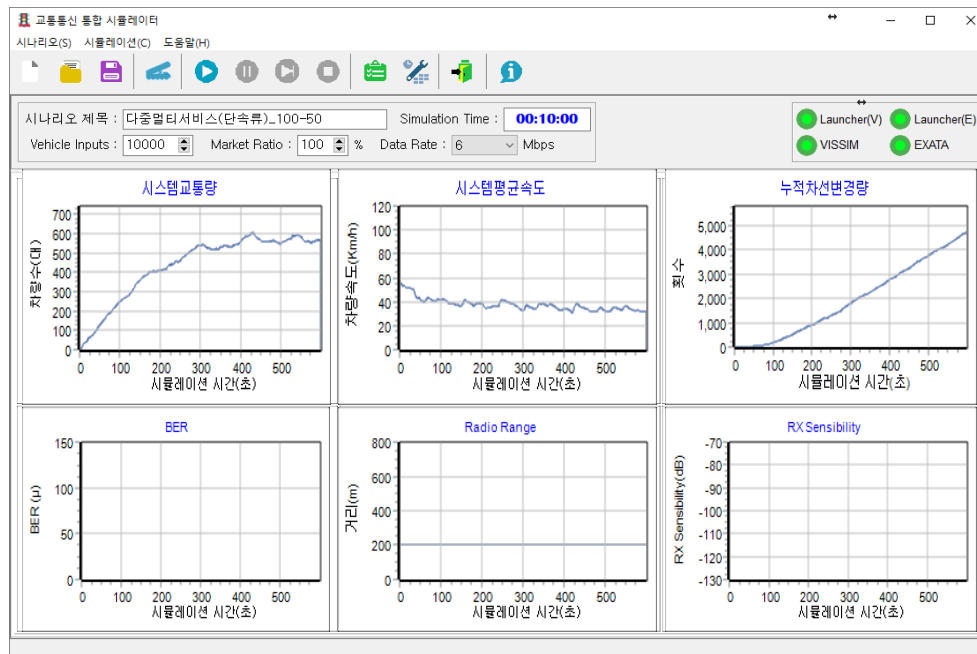 교통통신 통합 시뮬레이터
시나리오(S) 시뮬레이션(C) 도움말(H)
시나리오 제목 : 다중멀티서비스(단속류)_100-50 Simulation Time : 00:10:00
Vehicle Inputs : 10000 Market Ratio : 100 % Data Rate : 6 Mbps
Launcher(V) Launcher(E)
VISSIM EXATA
시스템교통량
차량수(대)
700
600
500
400
300
200
100
0
0 100 200 300 400 500
시뮬레이션 시간(초)
시스템평균속도
차량속도(Km/h)
120
100
80
60
40
20
0
0 100 200 300 400 500
시뮬레이션 시간(초)
누적차선변경량
횟수
5,000
4,000
3,000
2,000
1,000
0
0 100 200 300 400 500
시뮬레이션 시간(초)
BER
BER (μ)
150
100
50
0
0 100 200 300 400 500
시뮬레이션 시간(초)
Radio Range
거리(m)
800
600
400
200
0
0 100 200 300 400 500
시뮬레이션 시간(초)
RX Sensibility
RX Sensibility(dB)
-70
-80
-90
-100
-110
-120
-130
0 100 200 300 400 500
시뮬레이션 시간(초)